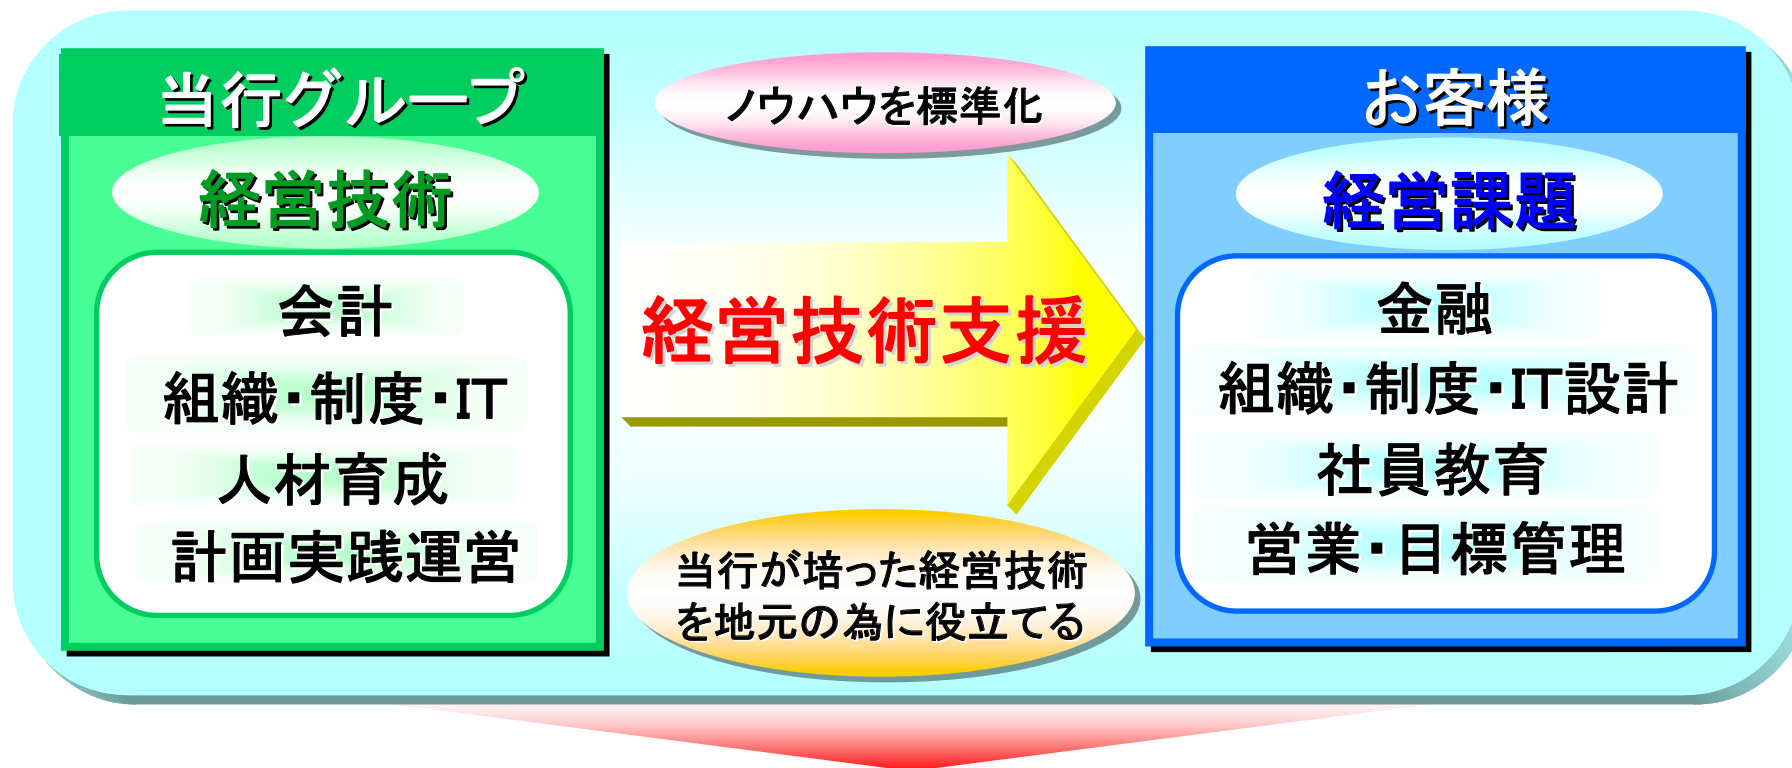 当行グループ
経営技術
会計
組織・制度・IT
人材育成
計画実践運営
ノウハウを標準化
経営技術支援
当行が培った経営技術
を地元の為に役立てる
お客様
経営課題
金融
組織・制度・IT設計
社員教育
営業・目標管理